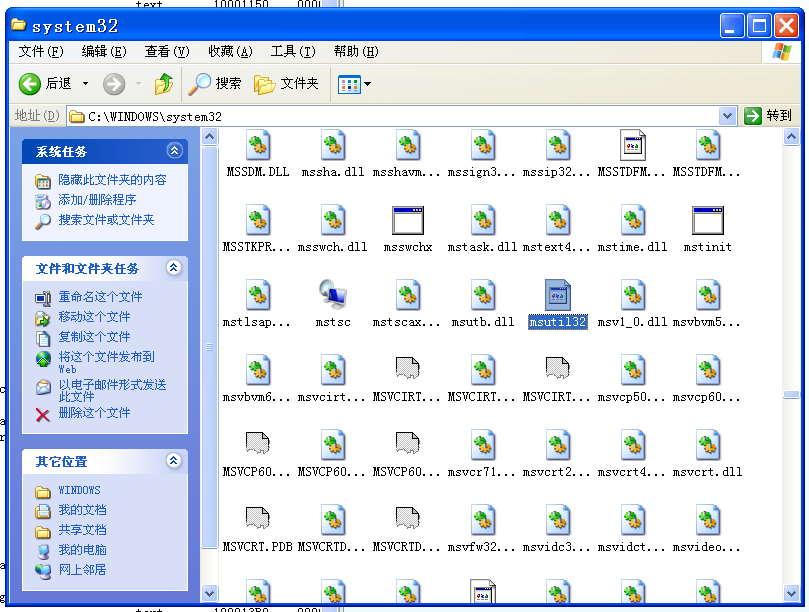 text 10001150
system32
文件(F) 编辑(E) 查看(V) 收藏(A) 工具(T) 帮助(H)
后退 搜索 文件夹
地址(D) C:\WINDOWS\system32 转到
系统任务
隐藏此文件夹的内容
添加/删除程序
搜索文件或文件夹
文件和文件夹任务
重命名这个文件
移动这个文件
复制这个文件
将这个文件发布到
Web
以电子邮件形式发送
此文件
删除这个文件
其它位置
WINDOWS
我的文档
共享文档
我的电脑
网上邻居
MSSDM.DLL mssha.dll msshavm... mssign3... mssip32... MSSTDFM... MSSTDFM...
MSSTKPR... msswch.dll msswchx mstask.dll mstext4... mstime.dll mstinit
mstlsap... mstsc mstscax... msutb.dll msutil32 msv1_0.dll msvbvm5...
msvbvm6... msvcirt... MSVCIRT... MSVCIRT... MSVCIRT... msvcp50... msvcp60...
MSVCP60... MSVCP60... MSVCP60... msvcr71... msvcrt2... msvcrt4... msvcrt.dll
MSVCRT.PDB MSVCRTD... MSVCRTD... msvfw32... msvidc3... msvidct... msvideo...